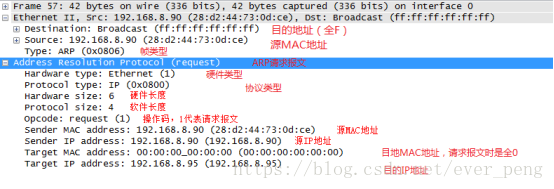 Frame 57: 42 bytes on wire (336 bits), 42 bytes captured (336 bits) on interface 0
Ethernet II, Src: 192.168.8.90 (28:d2:44:73:0d:ce), Dst: Broadcast (ff:ff:ff:ff:ff:ff)
Destination: Broadcast (ff:ff:ff:ff:ff:ff) 目的地址（全F）
Source: 192.168.8.90 (28:d2:44:73:0d:ce) 源MAC地址
Type: ARP (0x0806) 帧类型
Address Resolution Protocol (request) ARP请求报文
Hardware type: Ethernet (1) 硬件类型
Protocol type: IP (0x0800) 协议类型
Hardware size: 6 硬件长度
Protocol size: 4 软件长度
Opcode: request (1) 操作码，1代表请求报文
Sender MAC address: 192.168.8.90 (28:d2:44:73:0d:ce) 源MAC地址
Sender IP address: 192.168.8.90 (192.168.8.90) 源IP地址
Target MAC address: 00:00:00_00:00:00 (00:00:00:00:00:00) 目地MAC地址，请求报文时是全0
Target IP address: 192.168.8.95 (192.168.8.95) 目的IP地址
https://blog.csdn.net/ever_peng